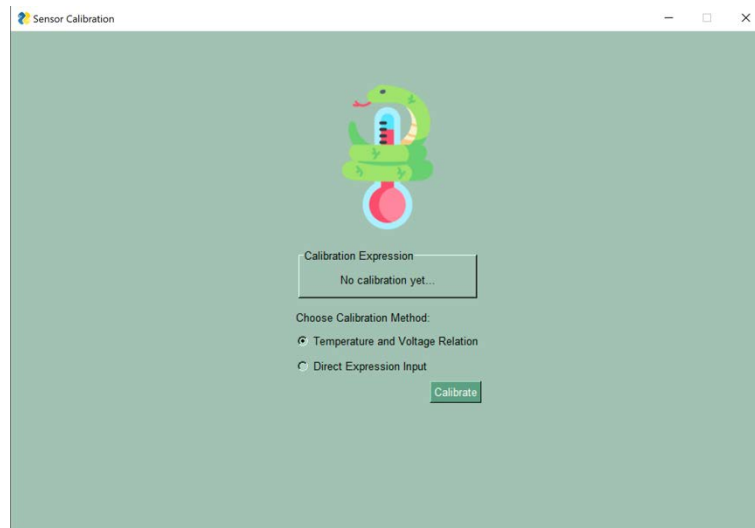 Sensor Calibration
Calibration Expression
No calibration yet...
Choose Calibration Method:
Temperature and Voltage Relation
Direct Expression Input
Calibrate